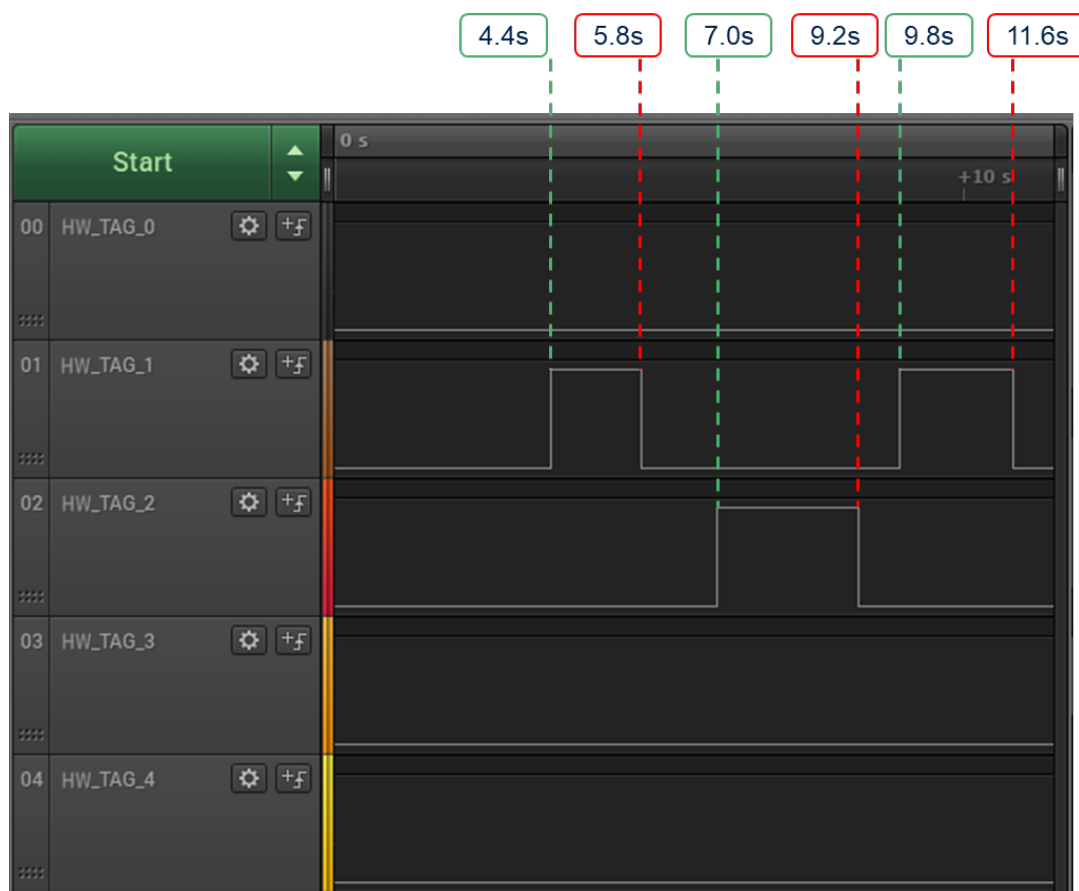 4.4s 5.8s 7.0s 9.2s 9.8s 11.6s
Start
0 s
+10 s
00 HW_TAG_0
01 HW_TAG_1
02 HW_TAG_2
03 HW_TAG_3
04 HW_TAG_4